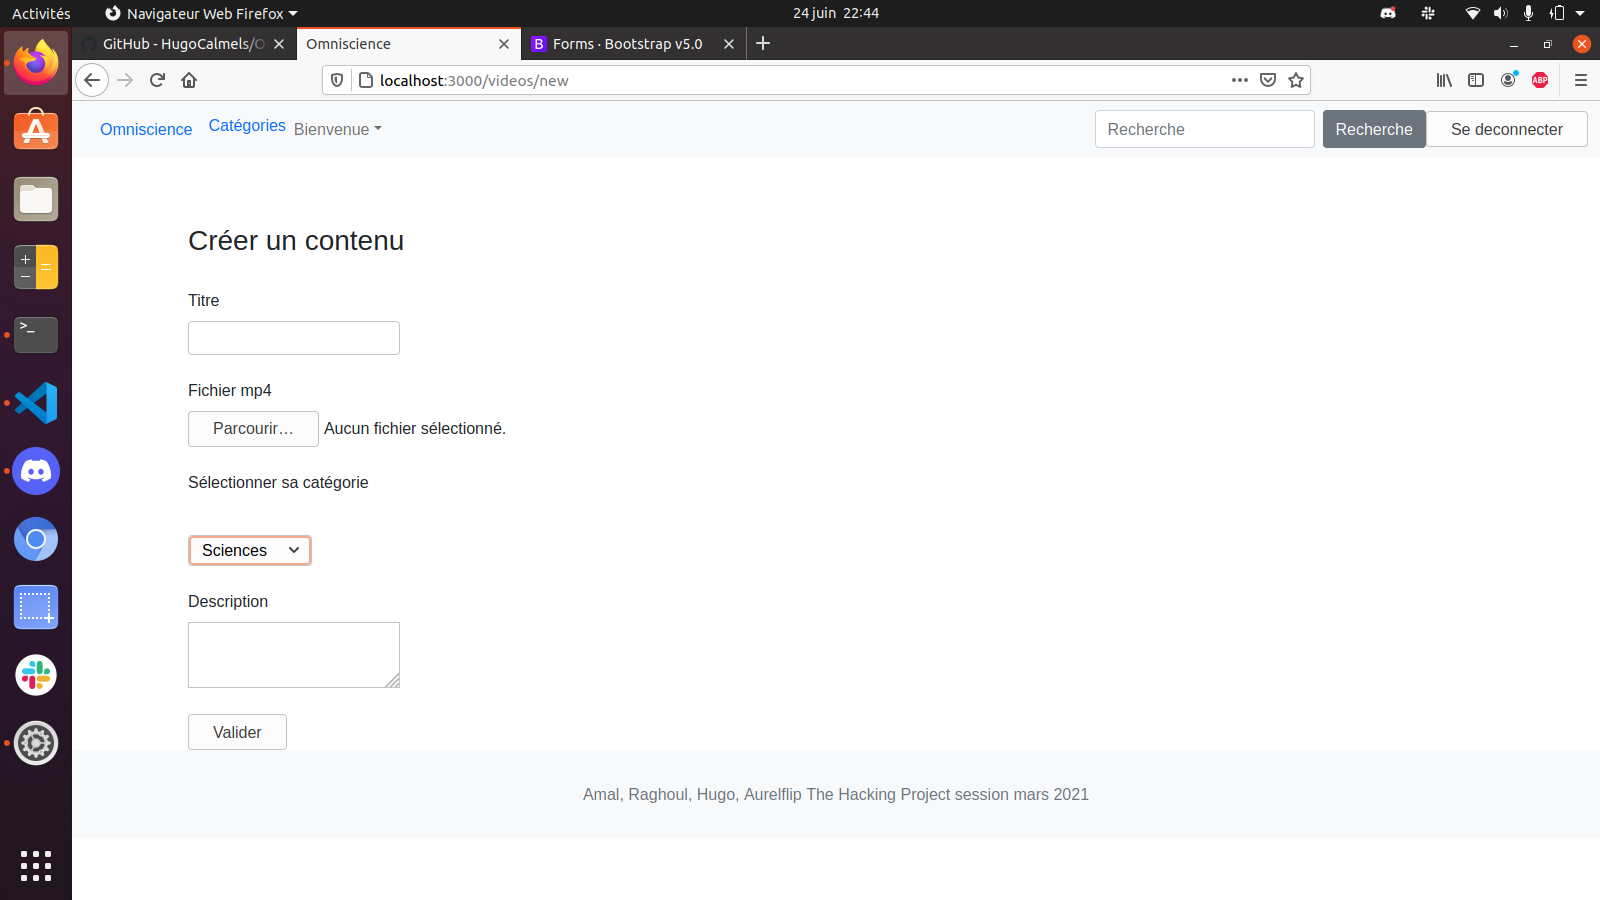 Activités
Navigateur Web Firefox
24 juin 22:44
GitHub - HugoCalmels/O
Omniscience
B Forms · Bootstrap v5.0
localhost:3000/videos/new
ABP
Omniscience Catégories Bienvenue
Recherche Recherche Se deconnecter
Créer un contenu
Titre
Fichier mp4
Parcourir… Aucun fichier sélectionné.
Sélectionner sa catégorie
Sciences
Description
Valider
Amal, Raghoul, Hugo, Aurelflip The Hacking Project session mars 2021